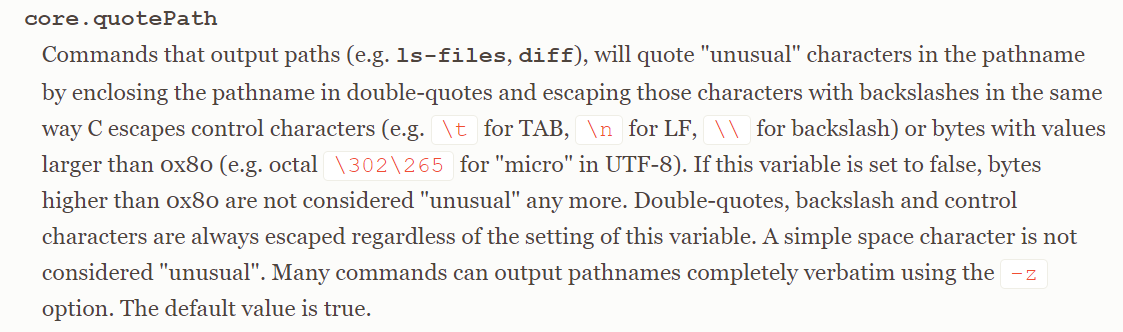 core.quotePath
Commands that output paths (e.g. ls-files, diff), will quote "unusual" characters in the pathname
by enclosing the pathname in double-quotes and escaping those characters with backslashes in the same
way C escapes control characters (e.g. \t for TAB, \n for LF, \\ for backslash) or bytes with values
larger than 0x80 (e.g. octal \302\265 for "micro" in UTF-8). If this variable is set to false, bytes
higher than 0x80 are not considered "unusual" any more. Double-quotes, backslash and control
characters are always escaped regardless of the setting of this variable. A simple space character is not
considered "unusual". Many commands can output pathnames completely verbatim using the -z
option. The default value is true.